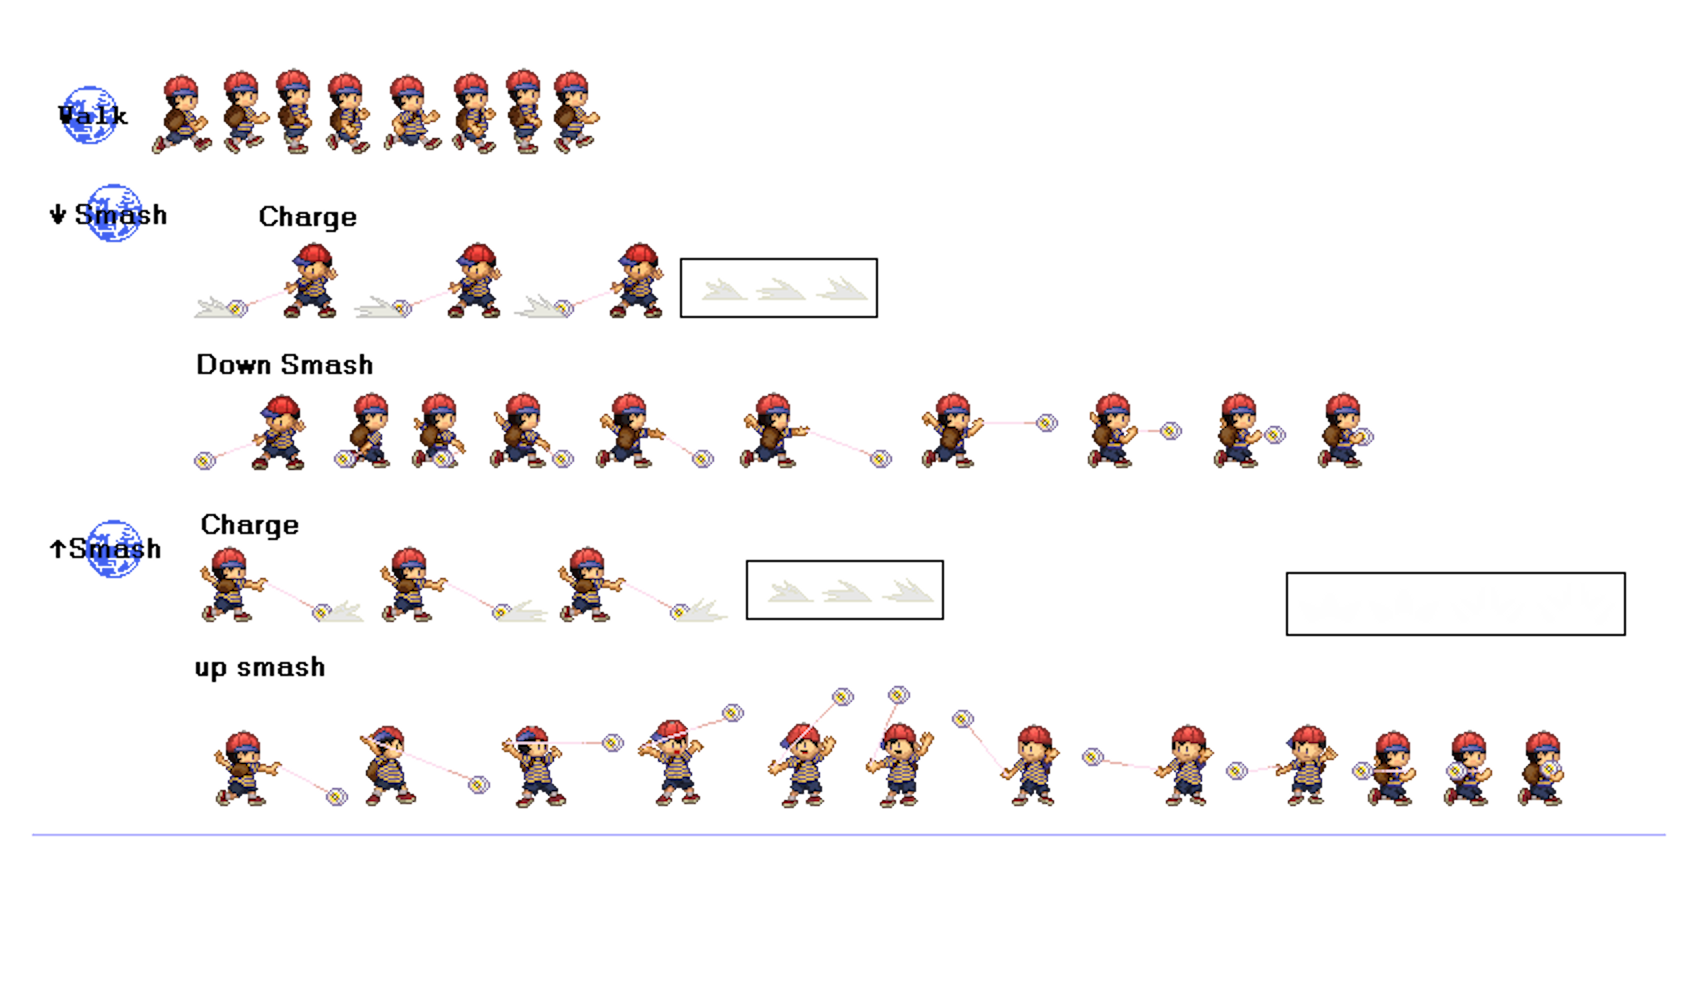 Walk
↓ Smash
Charge
Down Smash
Charge
↑Smash
up smash